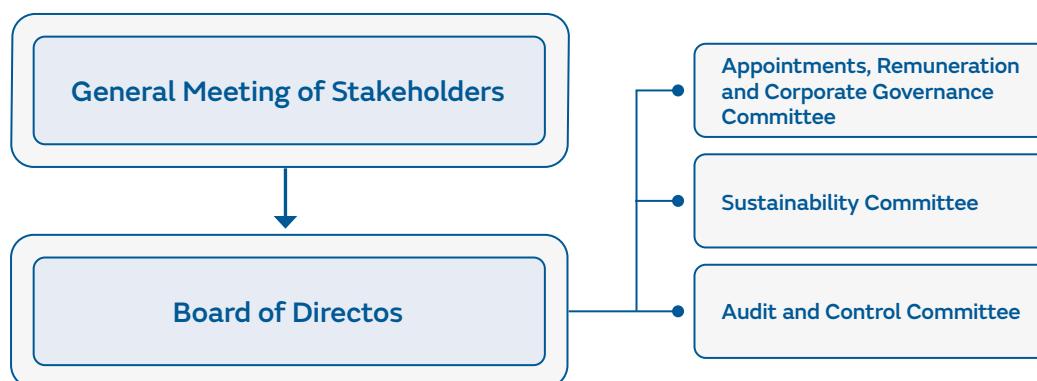 General Meeting of Stakeholders
Board of Directos
Appointments, Remuneration
and Corporate Governance
Committee
Sustainability Committee
Audit and Control Committee